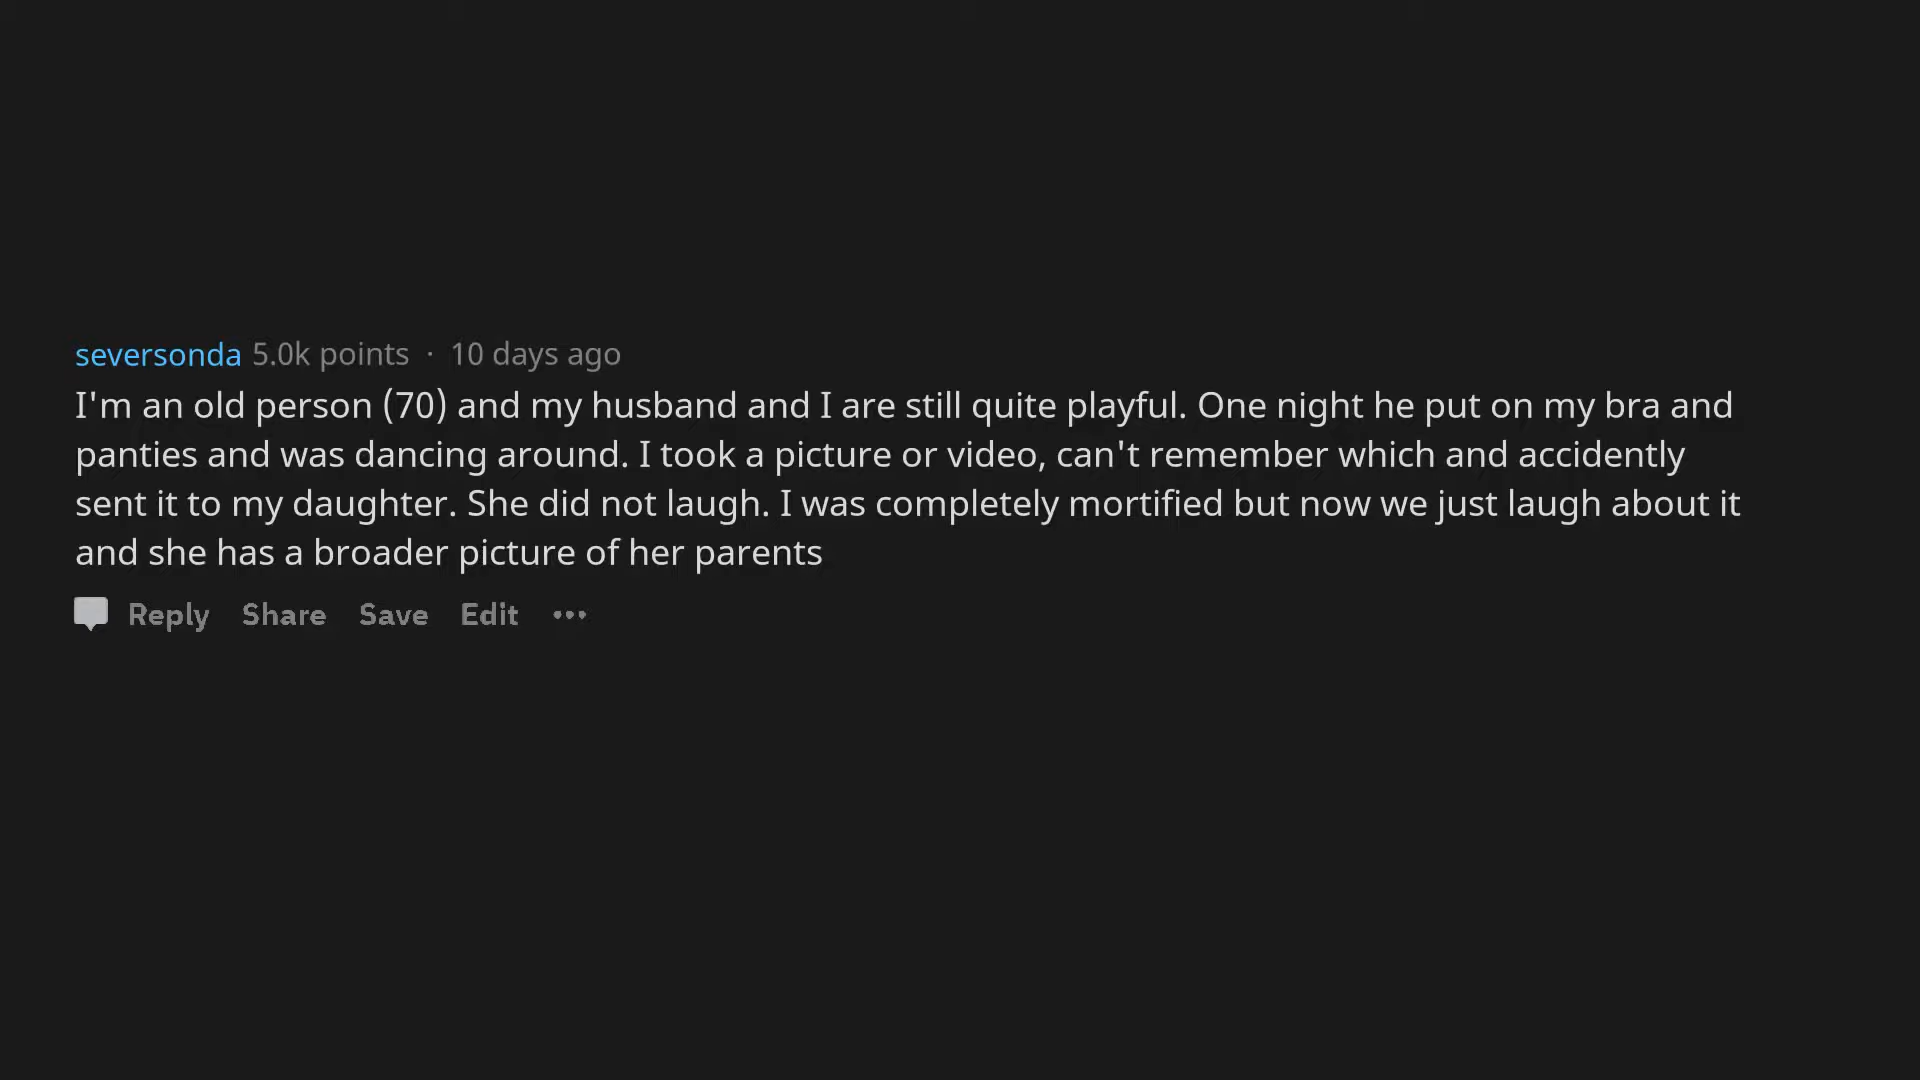 seversonda 5.0k points · 10 days ago
I'm an old person (70) and my husband and I are still quite playful. One night he put on my bra and
panties and was dancing around. I took a picture or video, can't remember which and accidently
sent it to my daughter. She did not laugh. I was completely mortified but now we just laugh about it
and she has a broader picture of her parents
Reply Share Save Edit •••